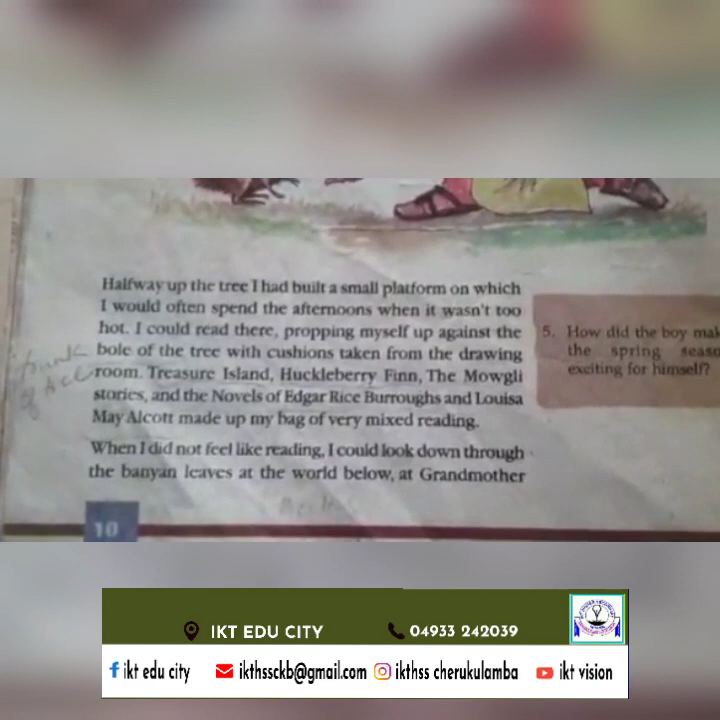 Halfway up the tree I had built a small platform on which
I would often spend the afternoons when it wasn't too
hot. I could read there, propping myself up against the
bole of the tree with cushions taken from the drawing
room. Treasure Island, Huckleberry Finn, The Mowgli
stories, and the Novels of Edgar Rice Burroughs and Louisa
May Alcott made up my bag of very mixed reading.
When I did not feel like reading, I could look down through
the banyan leaves at the world below, at Grandmother
5. How did the boy mak
the spring seaso
exciting for himself?
trunk
of tree
10
IKT EDU CITY
04933 242039
ikt edu city
ikthssckb@gmail.com
ikthss cherukulamba
ikt vision